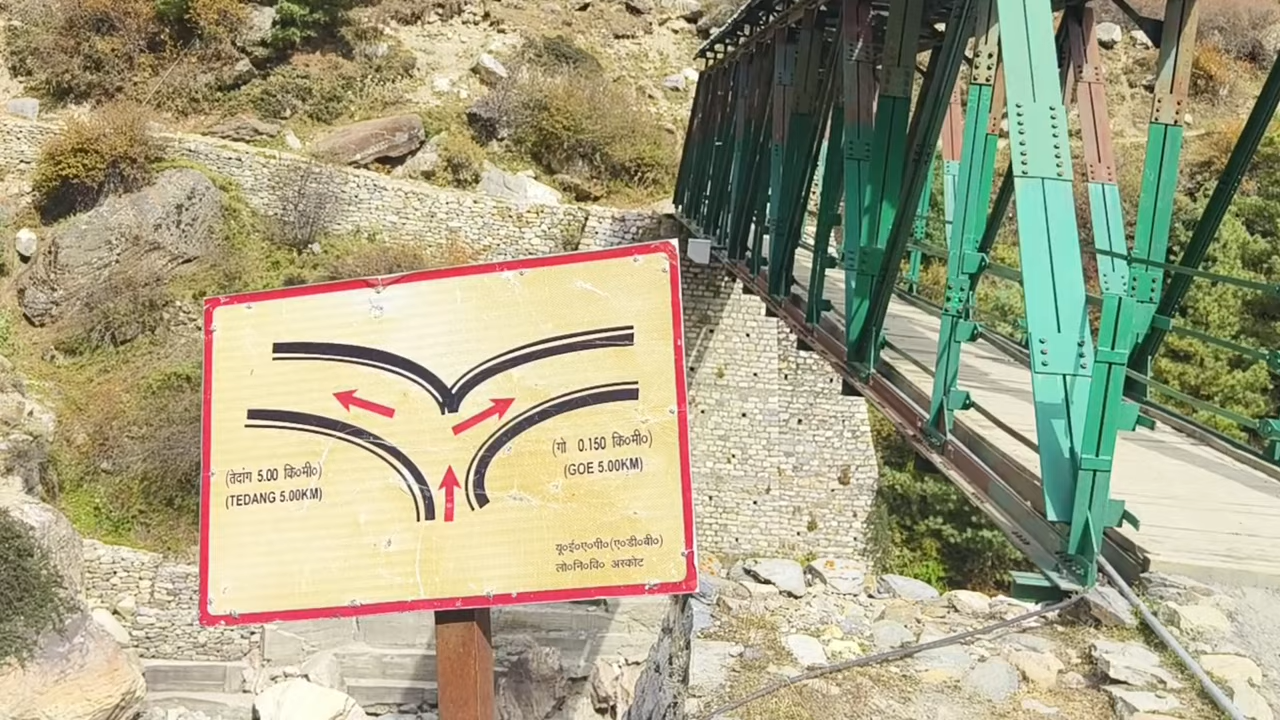 (तेदांग 5.00 कि०मी०)
(TEDANG 5.00KM)
(गो 0.150 कि०मी०)
(GOE 5.00KM)
यू०ई०ए०पी०(ए०डी०बी०)
लो०नि०वि० अस्कोट